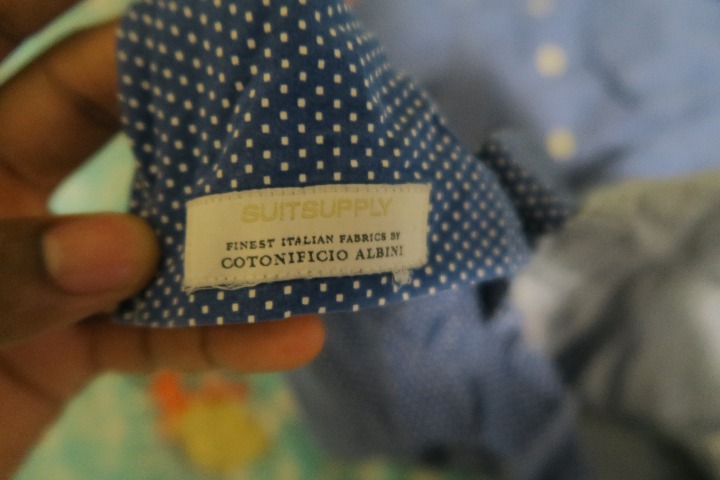 SUITSUPPLY
FINEST ITALIAN FABRICS BY
COTONIFICIO ALBINI